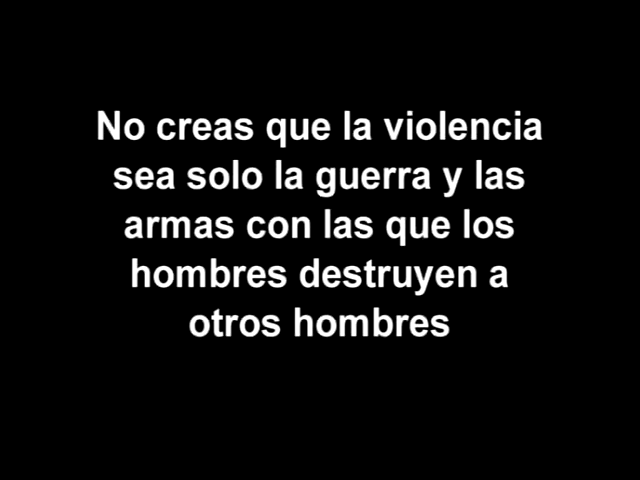 No creas que la violencia
sea solo la guerra y las
armas con las que los
hombres destruyen a
otros hombres